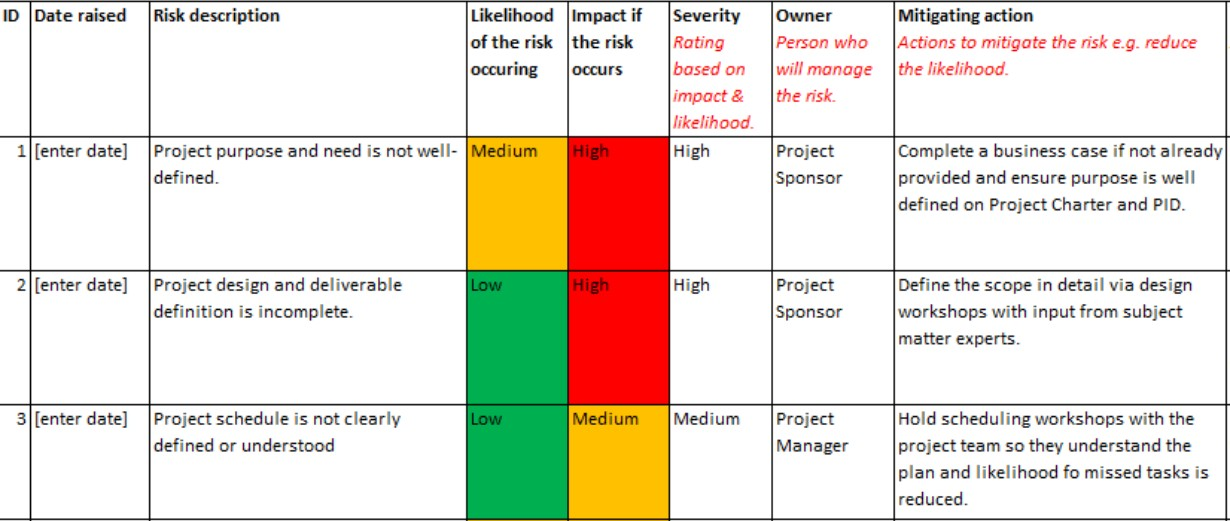 ID Date raised Risk description Likelihood of the risk occuring Impact if the risk occurs Severity Rating based on impact & likelihood. Owner Person who will manage the risk. Mitigating action Actions to mitigate the risk e.g. reduce the likelihood.
1 [enter date] Project purpose and need is not well-defined. Medium High High Project Sponsor Complete a business case if not already provided and ensure purpose is well defined on Project Charter and PID.
2 [enter date] Project design and deliverable definition is incomplete. Low High High Project Sponsor Define the scope in detail via design workshops with input from subject matter experts.
3 [enter date] Project schedule is not clearly defined or understood Low Medium Medium Project Manager Hold scheduling workshops with the project team so they understand the plan and likelihood fo missed tasks is reduced.